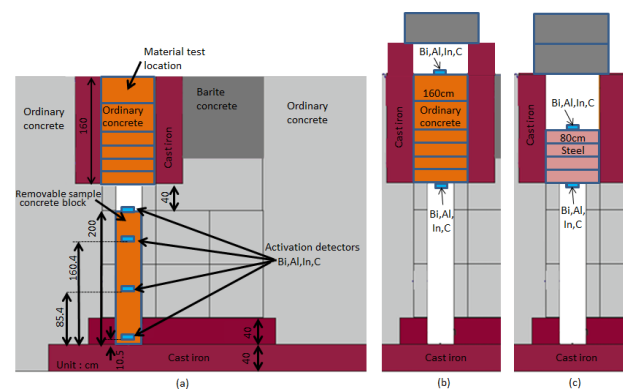 Material test
location
Ordinary
concrete
160
Ordinary
concrete
Cast iron
Barite
concrete
Ordinary
concrete
Removable sample
concrete block
40
200
160.4
85.4
10.5
Activation detectors
Bi,Al,In,C
40
40
Unit : cm
Cast iron
(a)
Bi,Al,In,C
160cm
Ordinary
concrete
Cast iron
Bi,Al,
In,C
Cast iron
(b)
Bi,Al,In,C
80cm
Steel
Bi,Al,
In,C
Cast iron
(c)